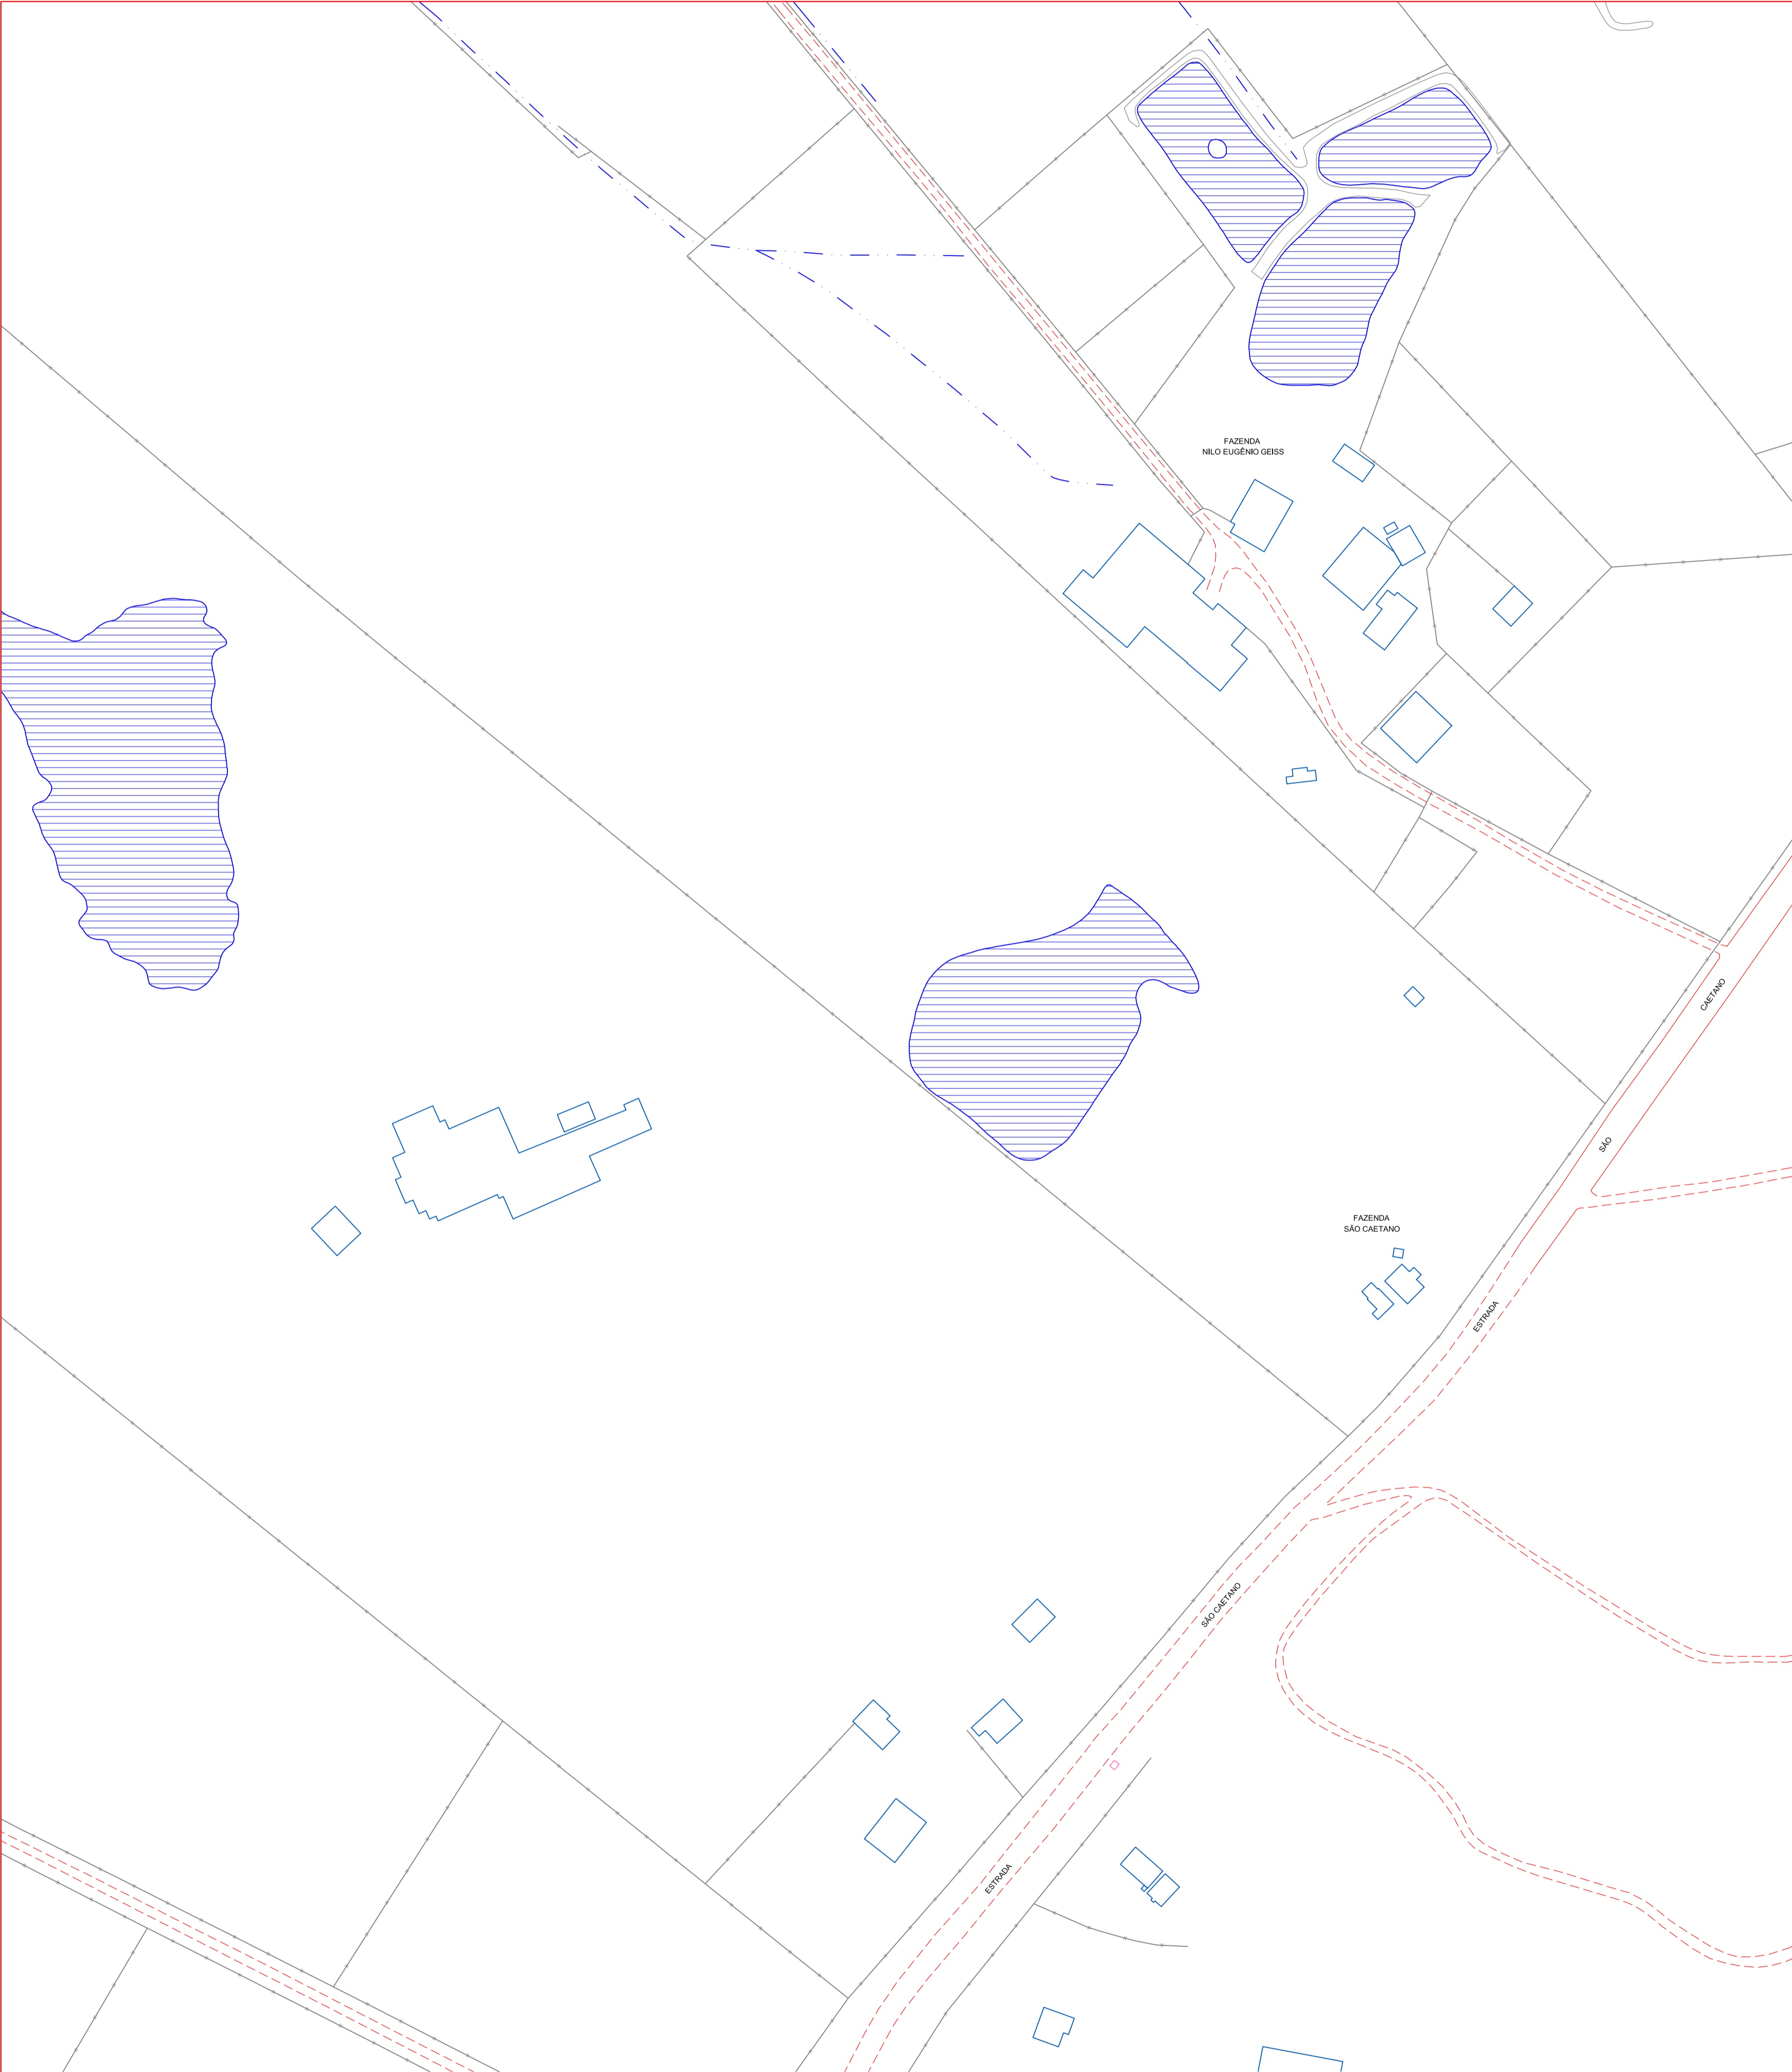 FAZENDA
NILO EUGÊNIO GEISS
CAETANO
SÃO
FAZENDA
SÃO CAETANO
ESTRADA
SÃO CAETANO
ESTRADA